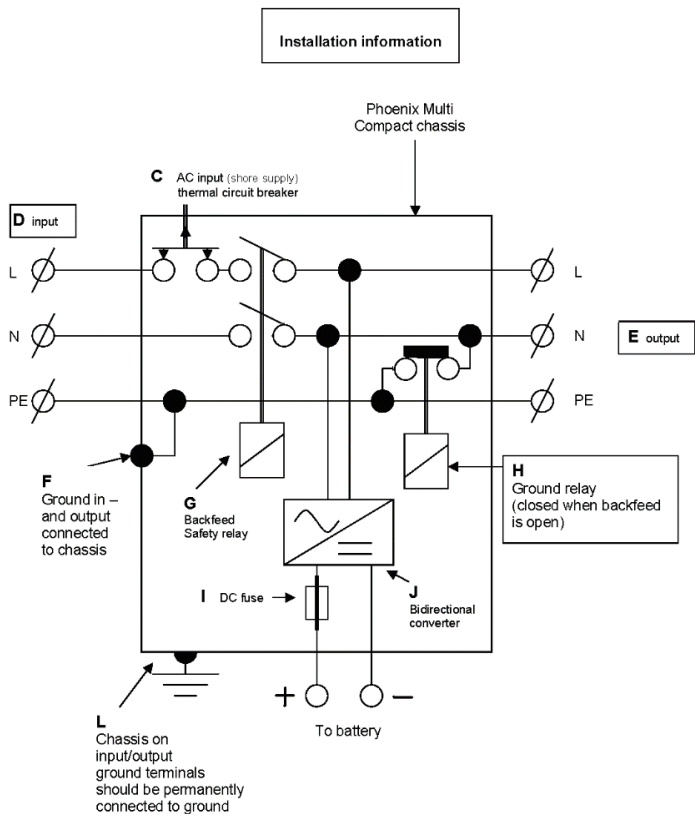 Installation information
Phoenix Multi
Compact chassis
C AC input (shore supply)
thermal circuit breaker
D input
L
L
N
N
E output
PE
PE
F
Ground in –
and output
connected
to chassis
G
Backfeed
Safety relay
H
Ground relay
(closed when backfeed
is open)
I DC fuse
J
Bidirectional
converter
+
–
To battery
L
Chassis on
input/output
ground terminals
should be permanently
connected to ground